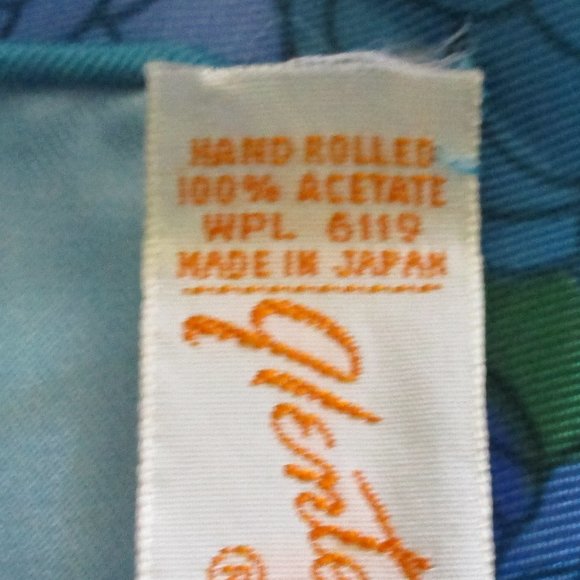 HAND ROLLED
100% ACETATE
WPL 6119
MADE IN JAPAN
®